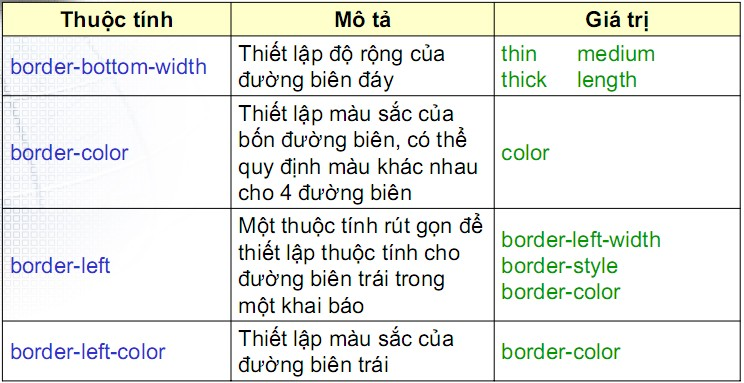 Thuộc tính Mô tả Giá trị
border-bottom-width
Thiết lập độ rộng của
đường biên đáy
thin medium
thick length
border-color
Thiết lập màu sắc của
bốn đường biên, có thể
quy định màu khác nhau
cho 4 đường biên
color
border-left
Một thuộc tính rút gọn để
thiết lập thuộc tính cho
đường biên trái trong
một khai báo
border-left-width
border-style
border-color
border-left-color
Thiết lập màu sắc của
đường biên trái
border-color